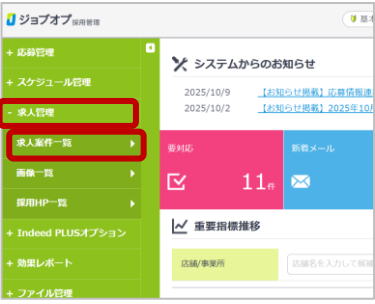 ジョブオプ 採用管理
基本
+ 応募管理
+ スケジュール管理
- 求人管理
求人案件一覧
画像一覧
採用HP一覧
+ Indeed PLUSオプション
+ 効果レポート
+ ファイル管理
システムからのお知らせ
2025/10/9 【お知らせ掲載】応募情報連
2025/10/2 【お知らせ掲載】2025年10月
要対応
11件
新着メール
重要指標推移
店舗/事業所
店舗名を入力して候補